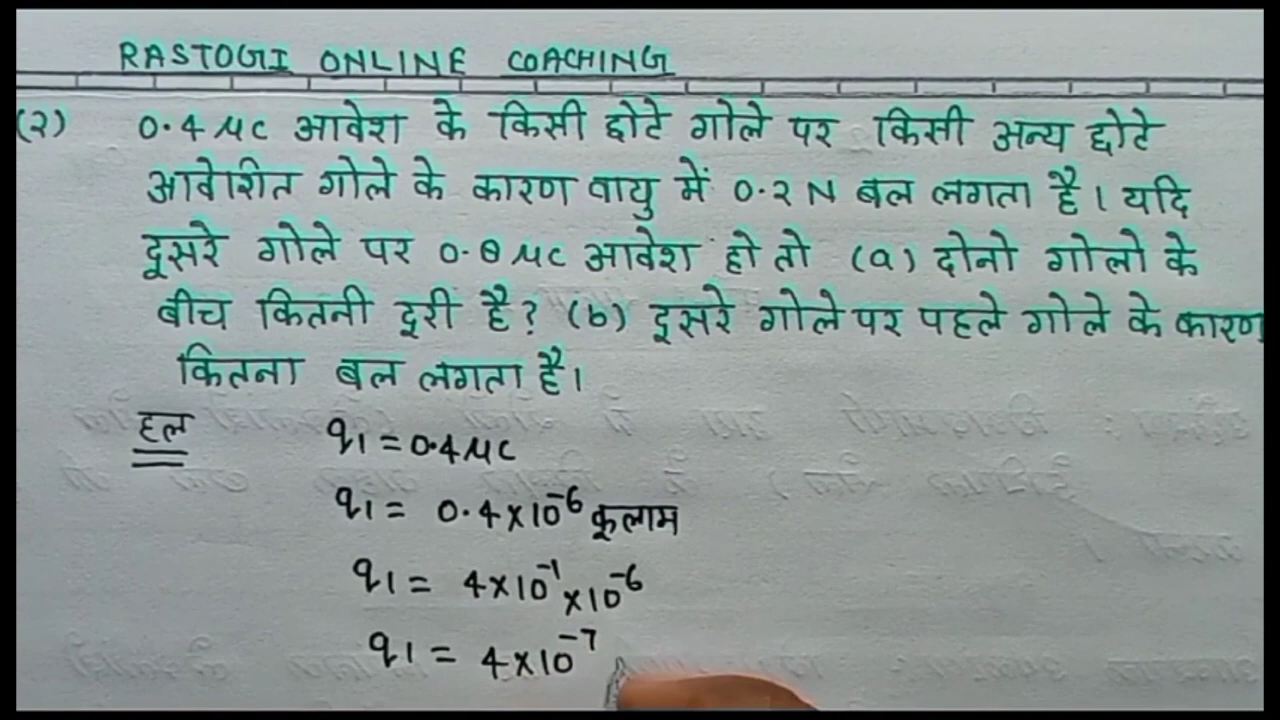 RASTOGI ONLINE COACHING
(२) 0.4 μC आवेश के किसी छोटे गोले पर किसी अन्य छोटे
आवेशित गोले के कारण वायु में 0.2 N बल लगता है। यदि
दूसरे गोले पर 0.8 μC आवेश हो तो (a) दोनो गोलो के
बीच कितनी दूरी है? (b) दूसरे गोले पर पहले गोले के कारण
कितना बल लगता है।
हल q1 = 0.4 μC
q1 = 0.4×10⁻⁶ कूलाम
q1 = 4×10⁻¹×10⁻⁶
q1 = 4×10⁻⁷